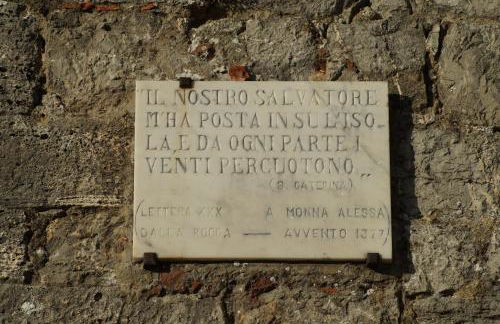 "IL NOSTRO SALVATORE
M'HA POSTA IN SU L'ISO_
LA, E DA OGNI PARTE I
VENTI PERCUOTONO „
(S. CATERINA)
(LETTERA XXX A MONNA ALESSA)
(DALLA ROCCA — AVVENTO 1377)